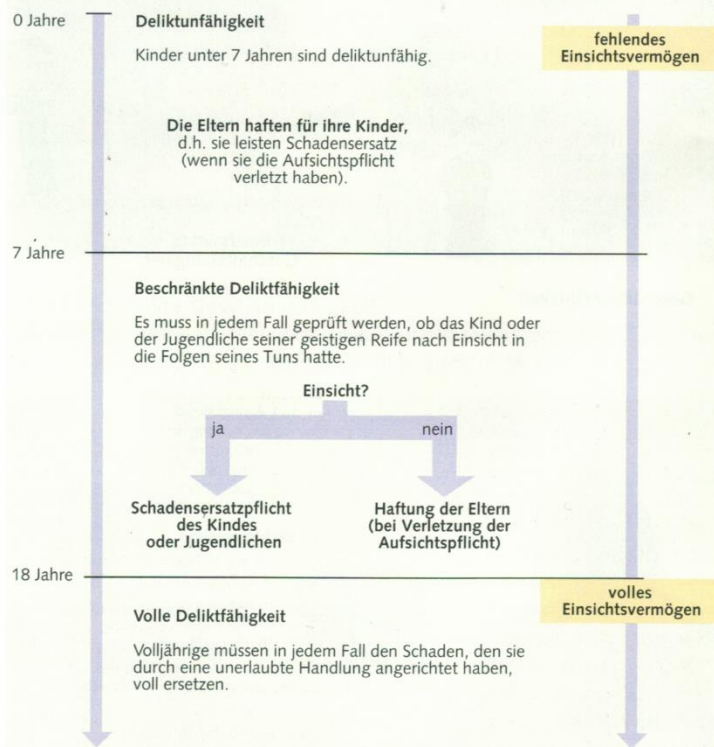 0 Jahre
Deliktunfähigkeit
Kinder unter 7 Jahren sind deliktunfähig.
fehlendes
Einsichtsvermögen
Die Eltern haften für ihre Kinder,
d.h. sie leisten Schadensersatz
(wenn sie die Aufsichtspflicht
verletzt haben).
7 Jahre
Beschränkte Deliktfähigkeit
Es muss in jedem Fall geprüft werden, ob das Kind oder
der Jugendliche seiner geistigen Reife nach Einsicht in
die Folgen seines Tuns hatte.
Einsicht?
ja
nein
Schadensersatzpflicht
des Kindes
oder Jugendlichen
Haftung der Eltern
(bei Verletzung der
Aufsichtspflicht)
18 Jahre
volles
Einsichtsvermögen
Volle Deliktfähigkeit
Volljährige müssen in jedem Fall den Schaden, den sie
durch eine unerlaubte Handlung angerichtet haben,
voll ersetzen.